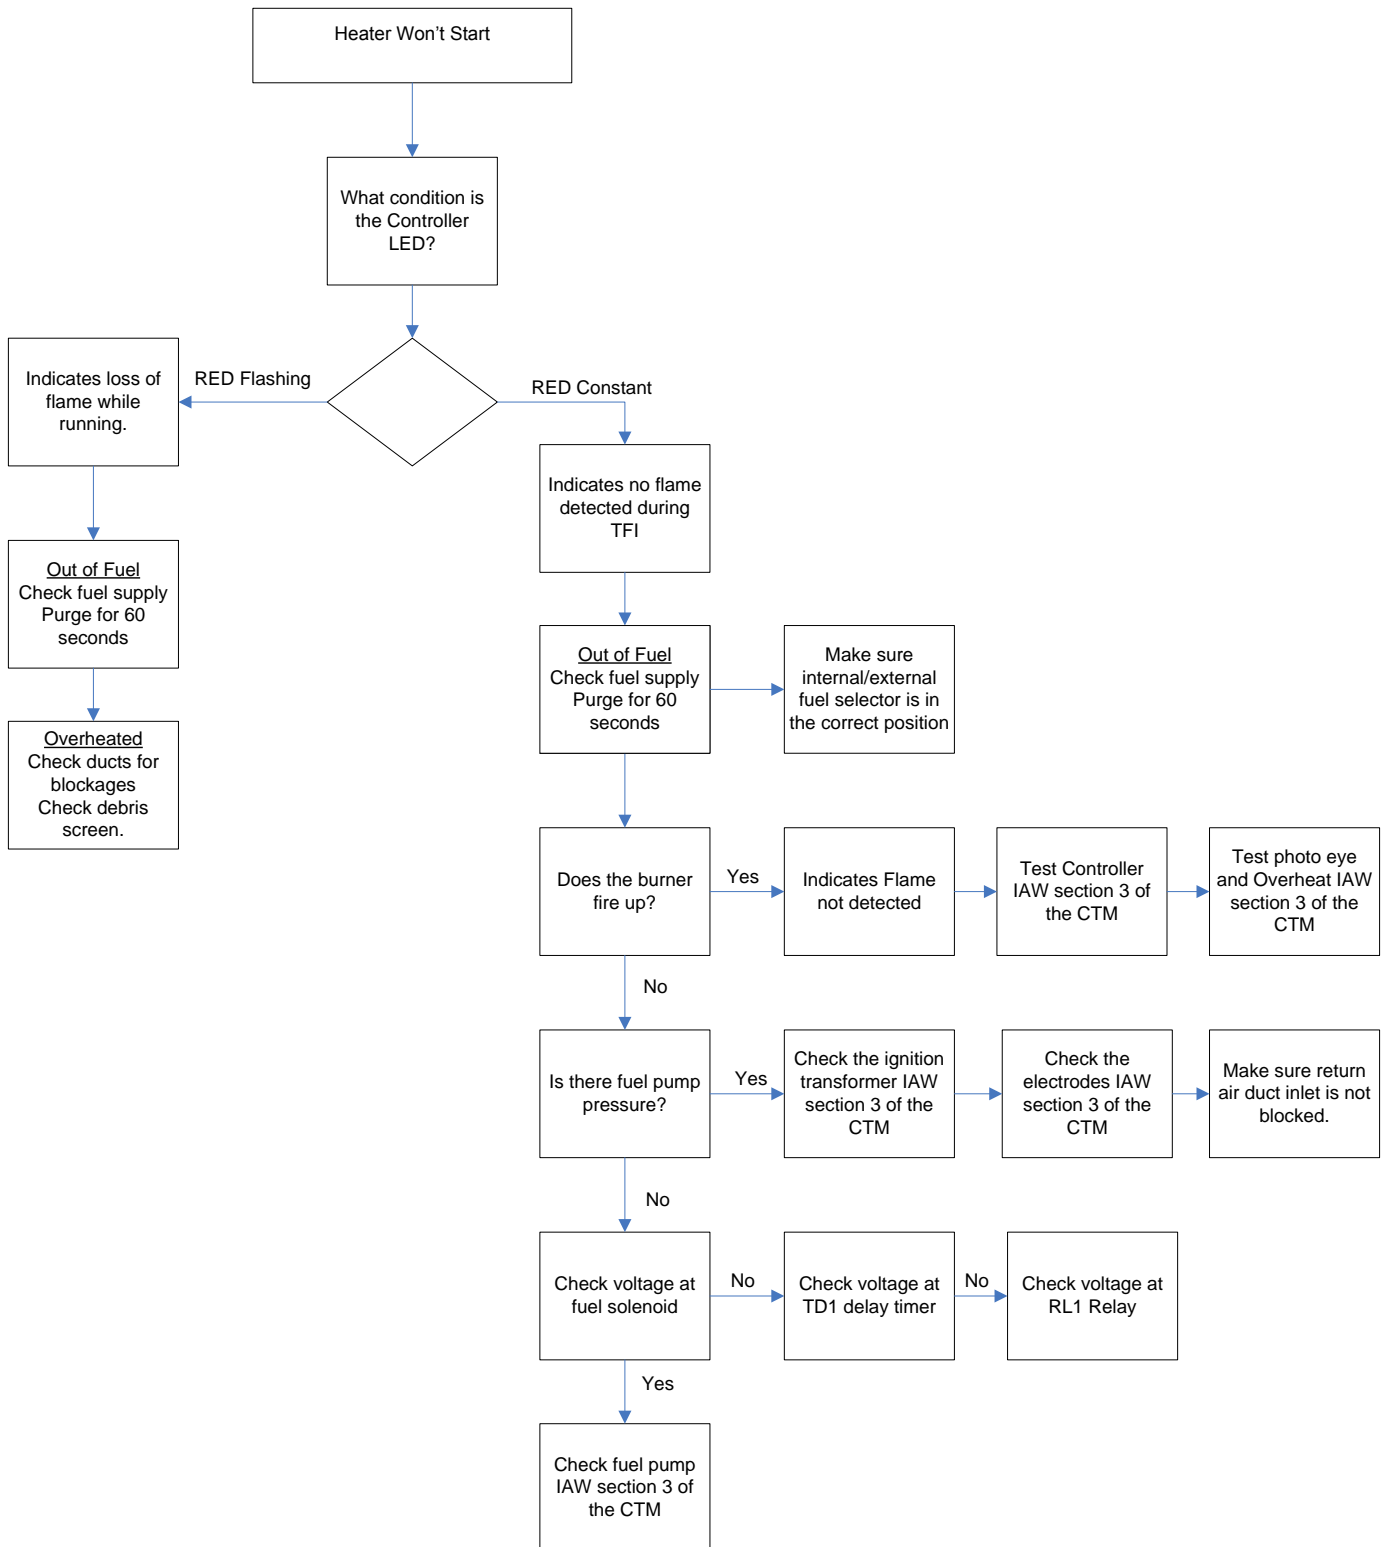 Heater Won't Start
What condition is
the Controller
LED?
RED Flashing
RED Constant
Indicates loss of
flame while
running.
Out of Fuel
Check fuel supply
Purge for 60
seconds
Overheated
Check ducts for
blockages
Check debris
screen.
Indicates no flame
detected during
TFI
Out of Fuel
Check fuel supply
Purge for 60
seconds
Make sure
internal/external
fuel selector is in
the correct position
Does the burner
fire up?
Yes
Indicates Flame
not detected
Test Controller
IAW section 3 of
the CTM
Test photo eye
and Overheat IAW
section 3 of the
CTM
No
Is there fuel pump
pressure?
Yes
Check the ignition
transformer IAW
section 3 of the
CTM
Check the
electrodes IAW
section 3 of the
CTM
Make sure return
air duct inlet is not
blocked.
No
Check voltage at
fuel solenoid
No
Check voltage at
TD1 delay timer
No
Check voltage at
RL1 Relay
Yes
Check fuel pump
IAW section 3 of
the CTM